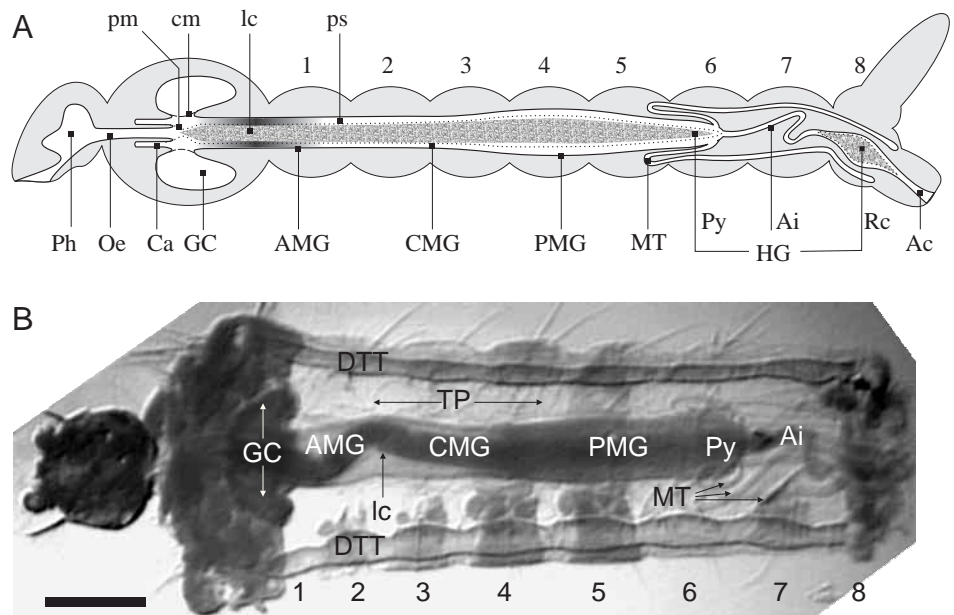 A
pm cm lc ps
1 2 3 4 5 6 7 8
Ph Oe Ca GC AMG CMG PMG MT Py Ai Rc Ac
HG
B
DTT
TP
GC AMG CMG PMG Py Ai
MT
lc
DTT
1 2 3 4 5 6 7 8